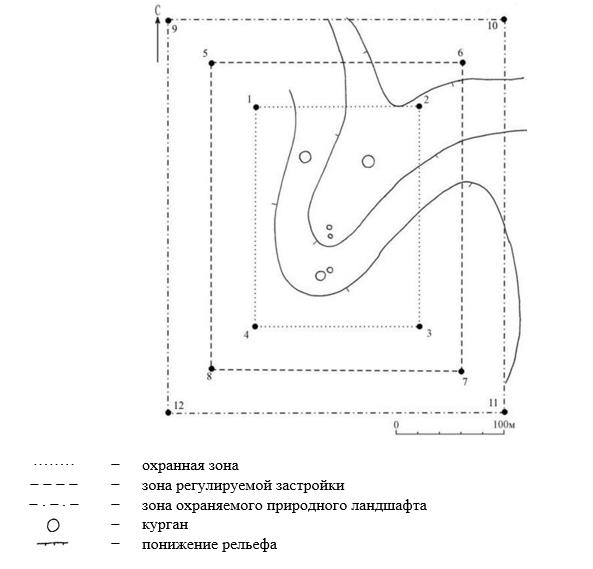 С
9
10
5
6
1
2
4
3
8
7
12
11
0
100м
........ – охранная зона
– – – – – – зона регулируемой застройки
– · – · – – – зона охраняемого природного ландшафта
– курган
– понижение рельефа